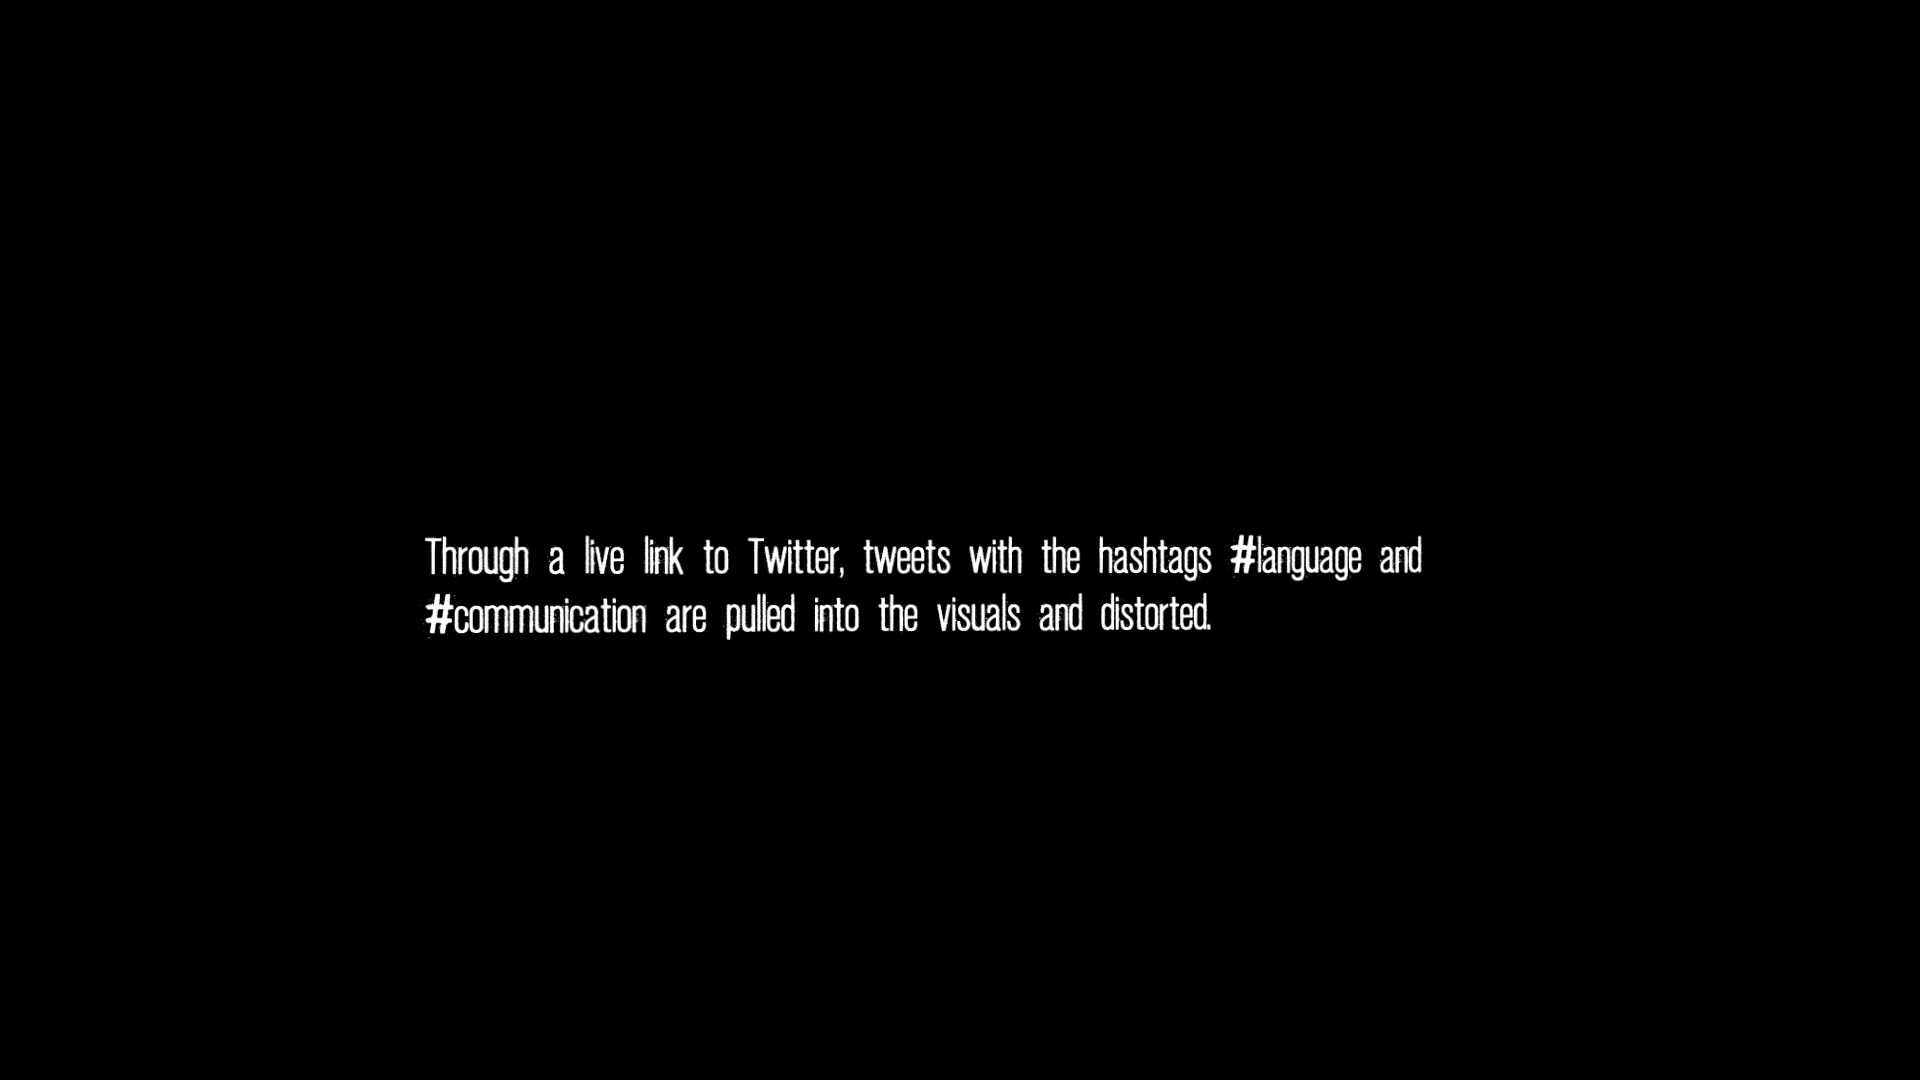 Through a live link to Twitter, tweets with the hashtags #language and
#communication are pulled into the visuals and distorted.